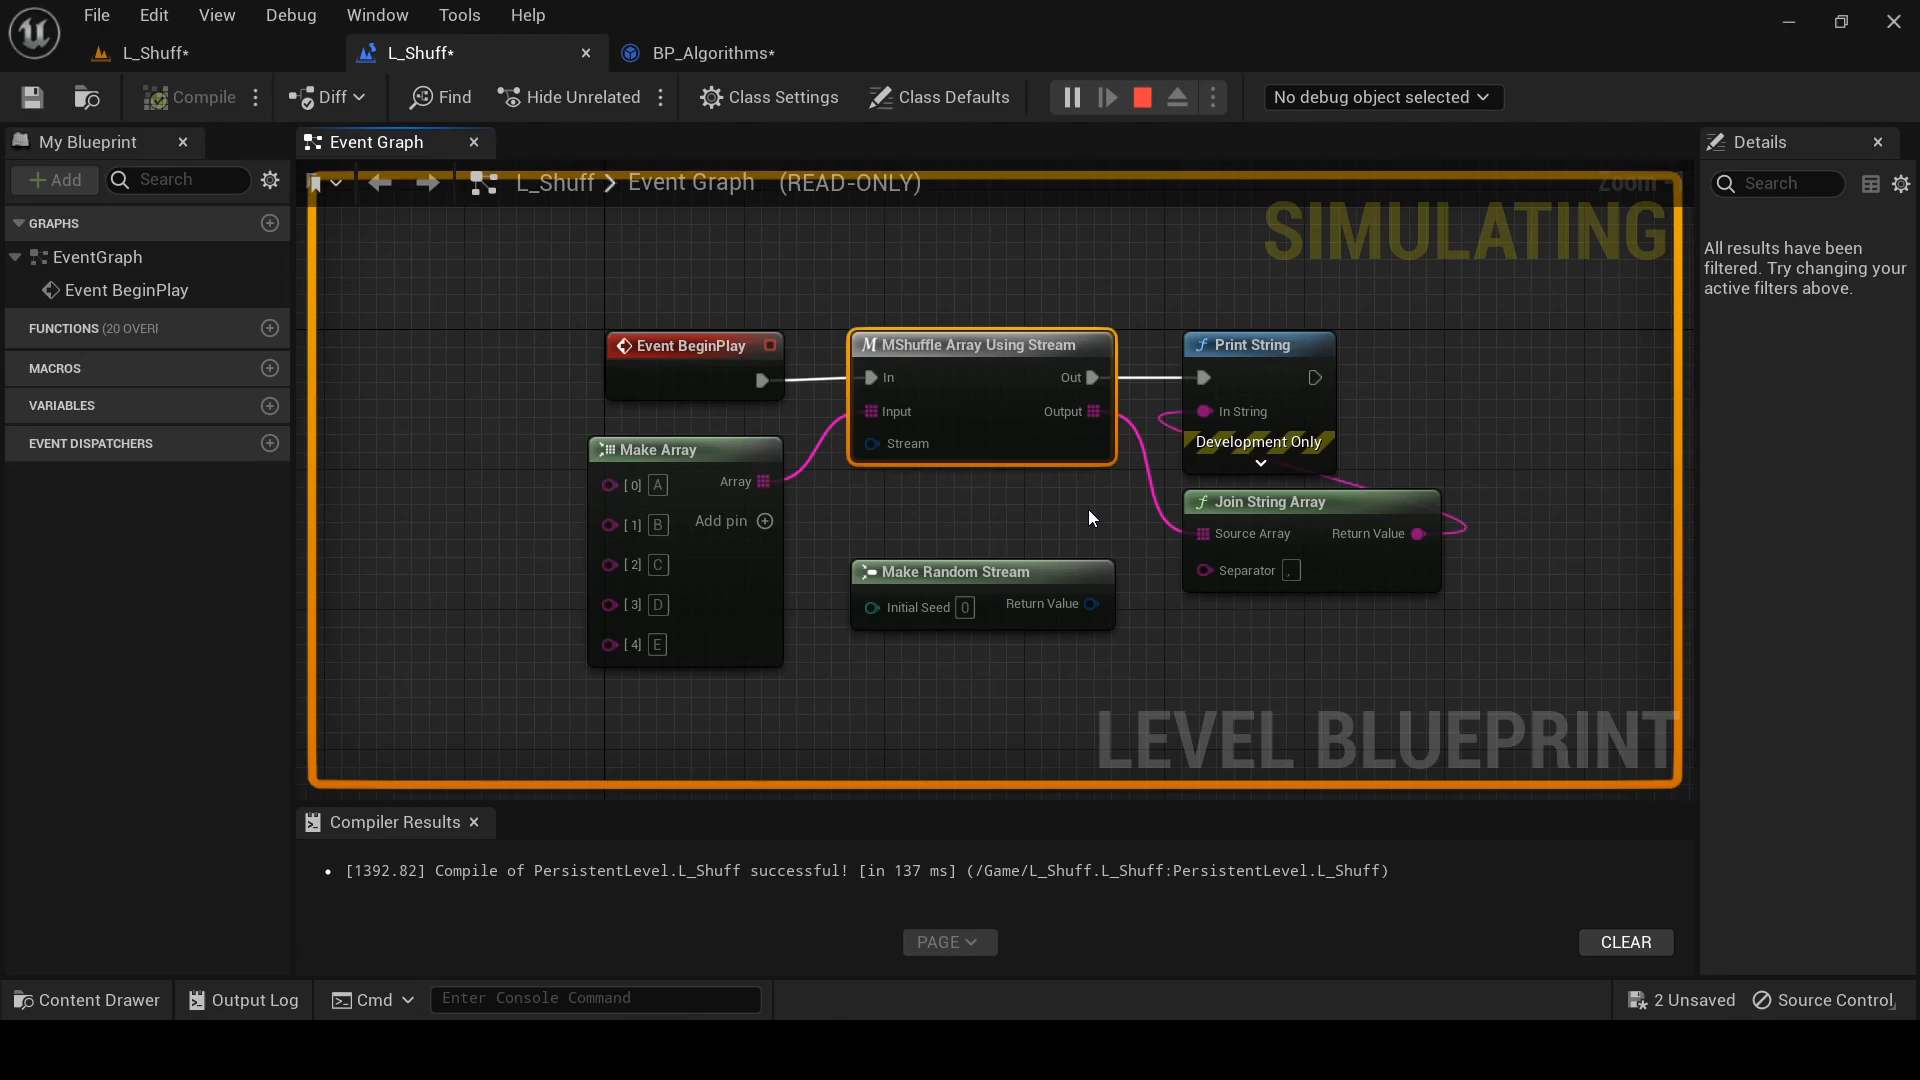 File Edit View Debug Window Tools Help
L_Shuff* L_Shuff* BP_Algorithms*
Compile Diff Find Hide Unrelated Class Settings Class Defaults No debug object selected
My Blueprint Event Graph Details
Add Search L_Shuff > Event Graph (READ-ONLY) Zoom Search
SIMULATING
GRAPHS
EventGraph
Event BeginPlay
FUNCTIONS (20 OVERI
MACROS
VARIABLES
EVENT DISPATCHERS
All results have been
filtered. Try changing your
active filters above.
Event BeginPlay
MShuffle Array Using Stream
In Out
Input Output
Stream
Print String
In String
Development Only
Make Array
[0] A Array
[1] B Add pin
[2] C
[3] D
[4] E
Join String Array
Source Array Return Value
Separator ,
Make Random Stream
Initial Seed 0 Return Value
LEVEL BLUEPRINT
Compiler Results
[1392.82] Compile of PersistentLevel.L_Shuff successful! [in 137 ms] (/Game/L_Shuff.L_Shuff:PersistentLevel.L_Shuff)
PAGE CLEAR
Content Drawer Output Log Cmd Enter Console Command 2 Unsaved Source Control